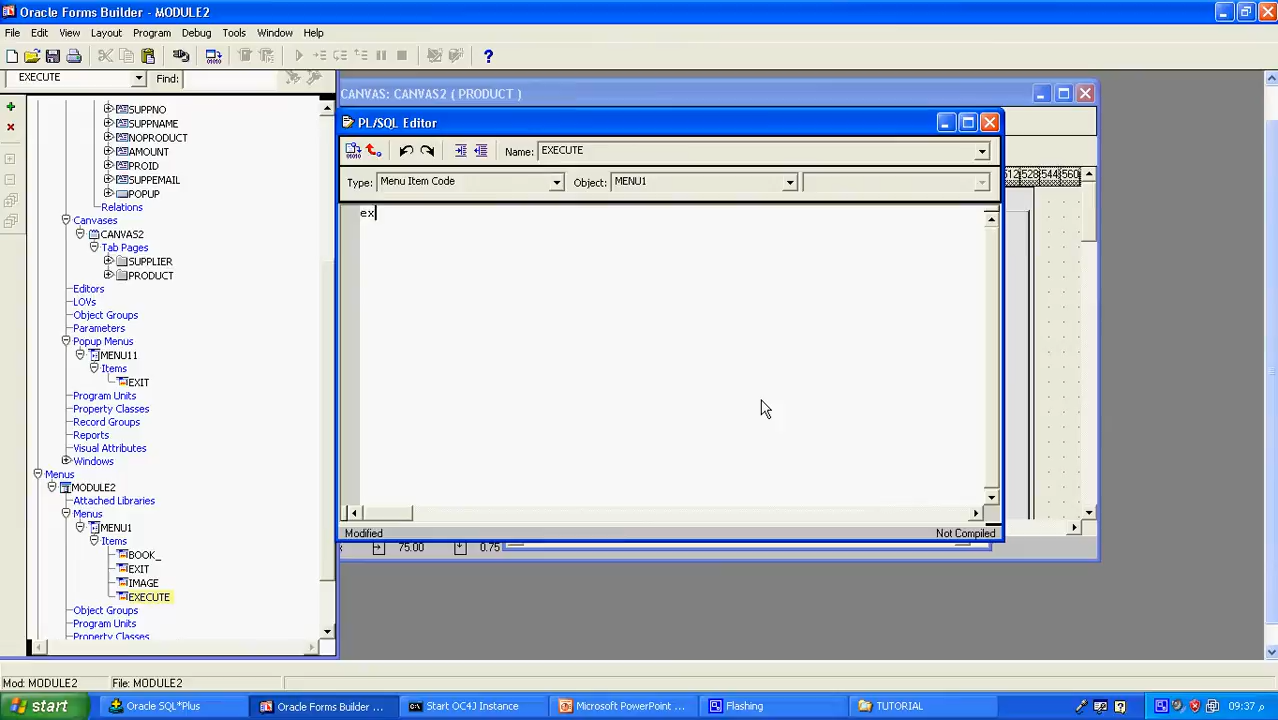 Oracle Forms Builder - MODULE2
File Edit View Layout Program Debug Tools Window Help
EXECUTE Find:
SUPPNO
SUPPNAME
NOPRODUCT
AMOUNT
PROID
SUPPEMAIL
POPUP
Relations
Canvases
CANVAS2
Tab Pages
SUPPLIER
PRODUCT
Editors
LOVs
Object Groups
Parameters
Popup Menus
MENU11
Items
EXIT
Program Units
Property Classes
Record Groups
Reports
Visual Attributes
Windows
Menus
MODULE2
Attached Libraries
Menus
MENU1
Items
BOOK_
EXIT
IMAGE
EXECUTE
Object Groups
Program Units
Property Classes
CANVAS: CANVAS2 ( PRODUCT )
PL/SQL Editor
Name: EXECUTE
Type: Menu Item Code Object: MENU1
512 528 544 560
ex
Modified Not Compiled
x 75.00 0.75
Mod: MODULE2 File: MODULE2
start Oracle SQL*Plus Oracle Forms Builder ... Start OC4J Instance Microsoft PowerPoint ... Flashing TUTORIAL 09:37 م